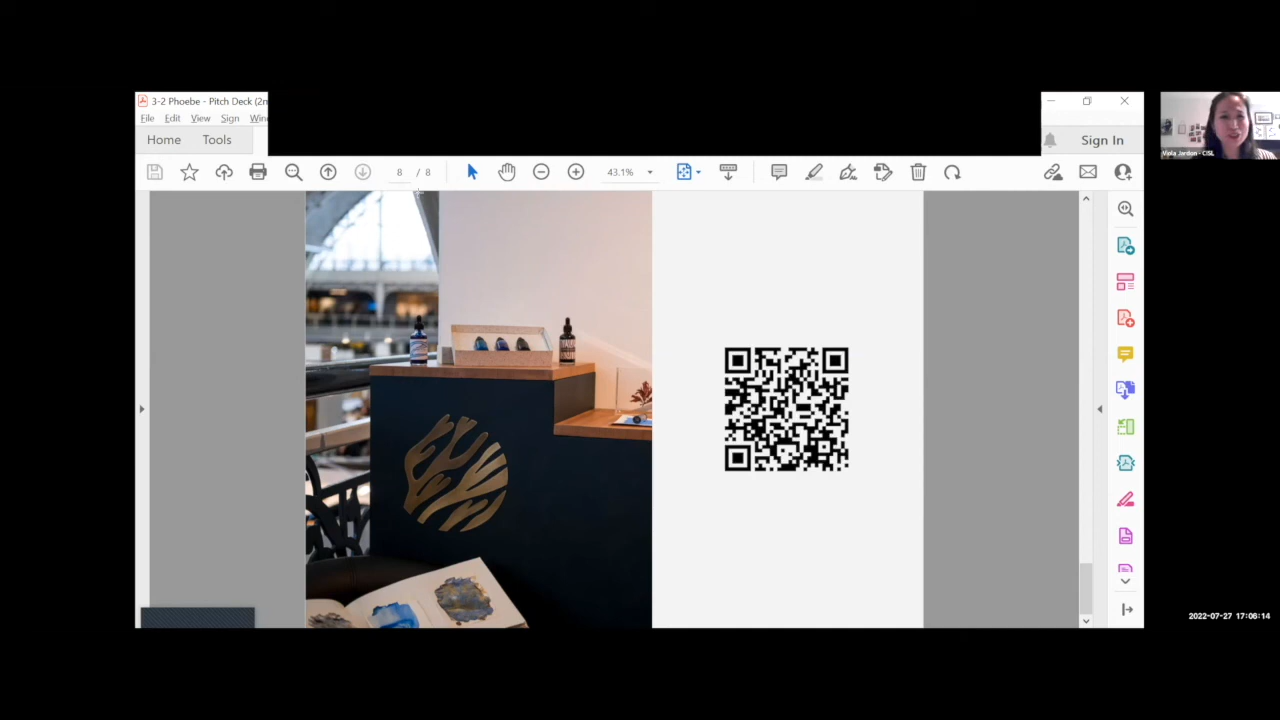 3-2 Phoebe - Pitch Deck (2m
File Edit View Sign Win
Home Tools
Sign In
8 / 8
43.1%
Viola Jardon - CISL
2022-07-27 17:06:14